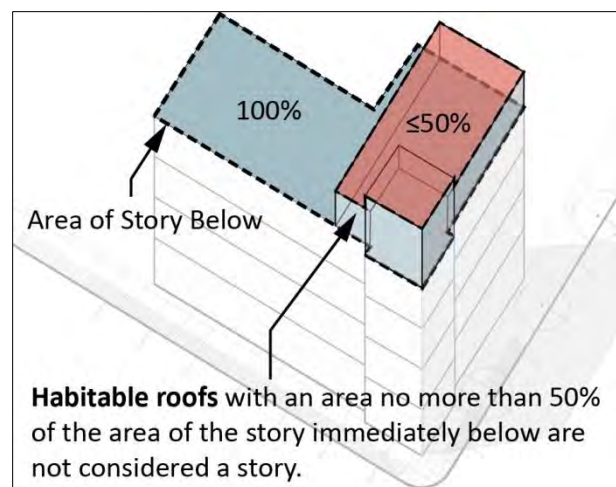 100%
≤50%
Area of Story Below
Habitable roofs with an area no more than 50%
of the area of the story immediately below are
not considered a story.